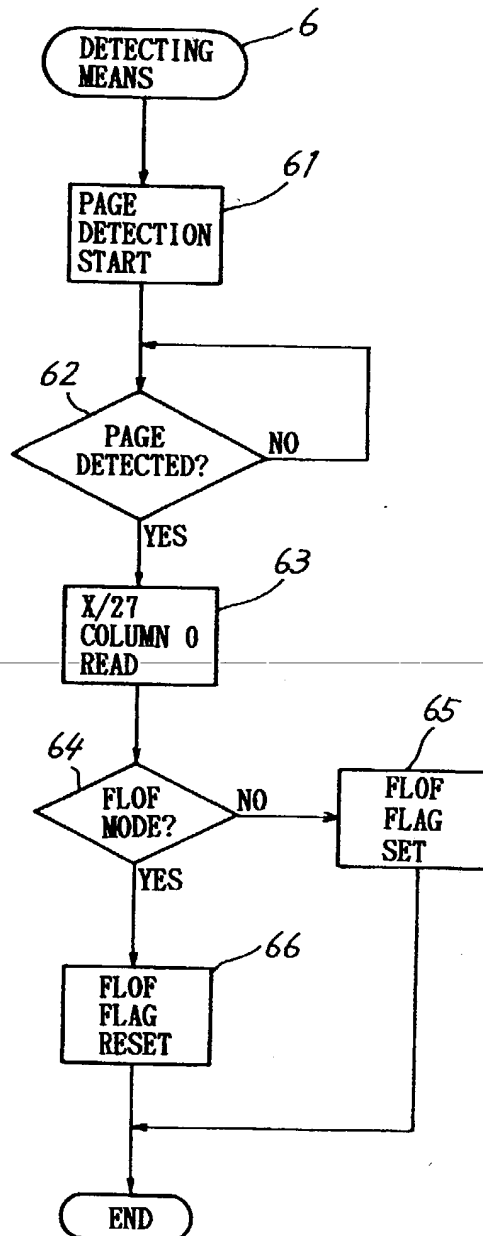 6
DETECTING
MEANS
61
PAGE
DETECTION
START
62
PAGE
DETECTED?
NO
YES
63
X/27
COLUMN 0
READ
64
FLOF
MODE?
NO
65
FLOF
FLAG
SET
YES
66
FLOF
FLAG
RESET
END